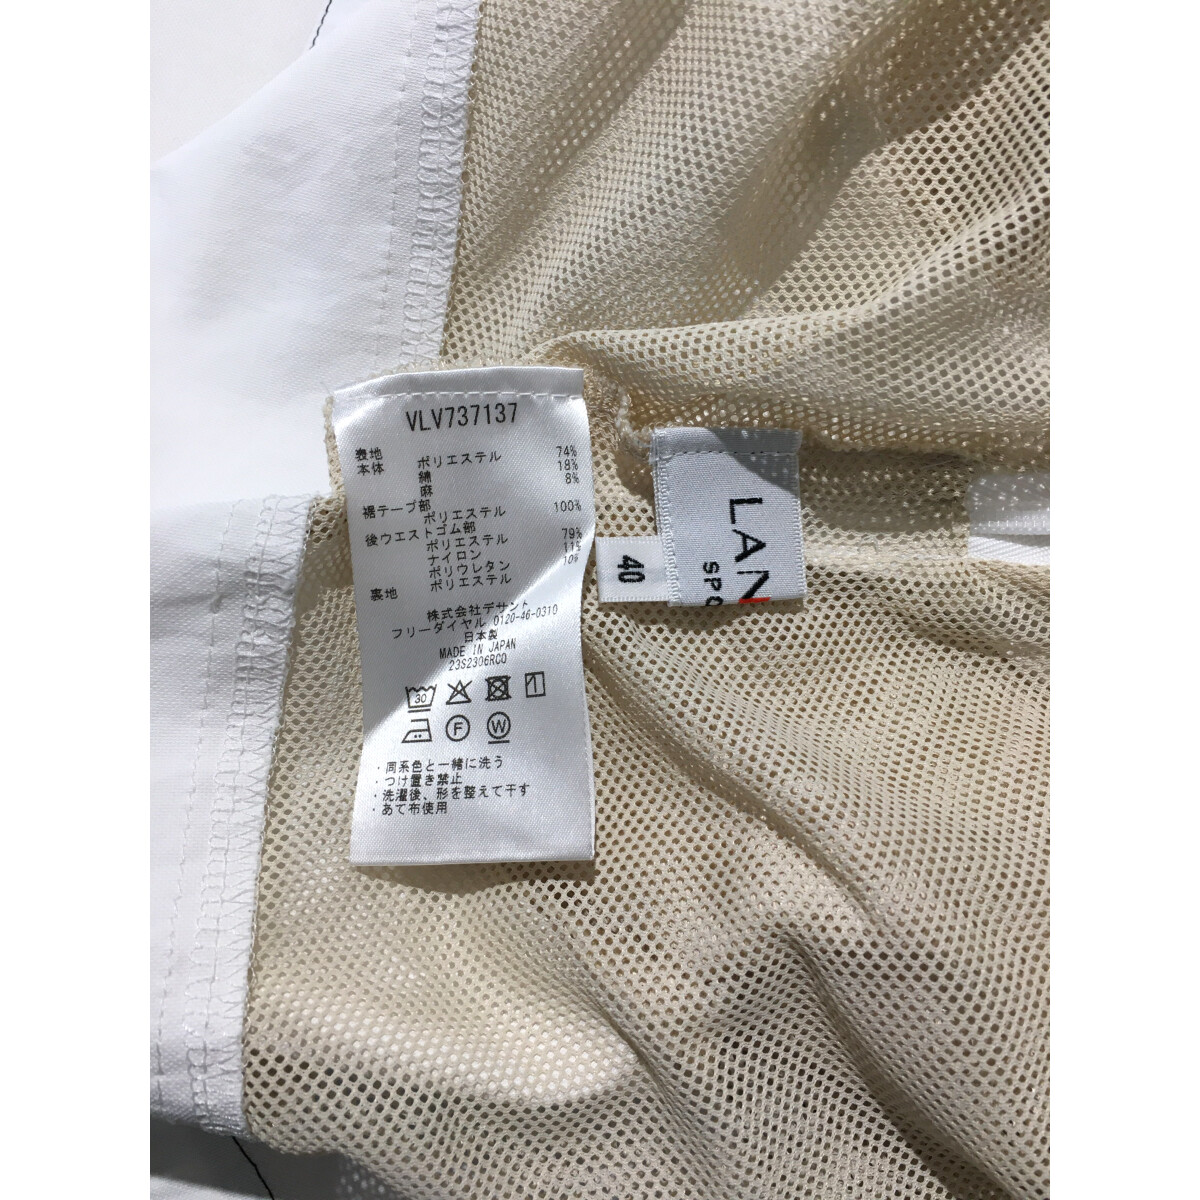 VLV737137
表地
本体 ポリエステル 74%
綿 18%
麻 8%
裾テープ部
ポリエステル 100%
後ウエストゴム部
ポリエステル 79%
ナイロン 11%
ポリウレタン 10%
裏地 ポリエステル
株式会社デサント
フリーダイヤル 0120-46-0310
日本製
MADE IN JAPAN
23S2306RCO
30
F W
・同系色と一緒に洗う
・つけ置き禁止
・洗濯後、形を整えて干す
・あて布使用
40
LAN
SPO